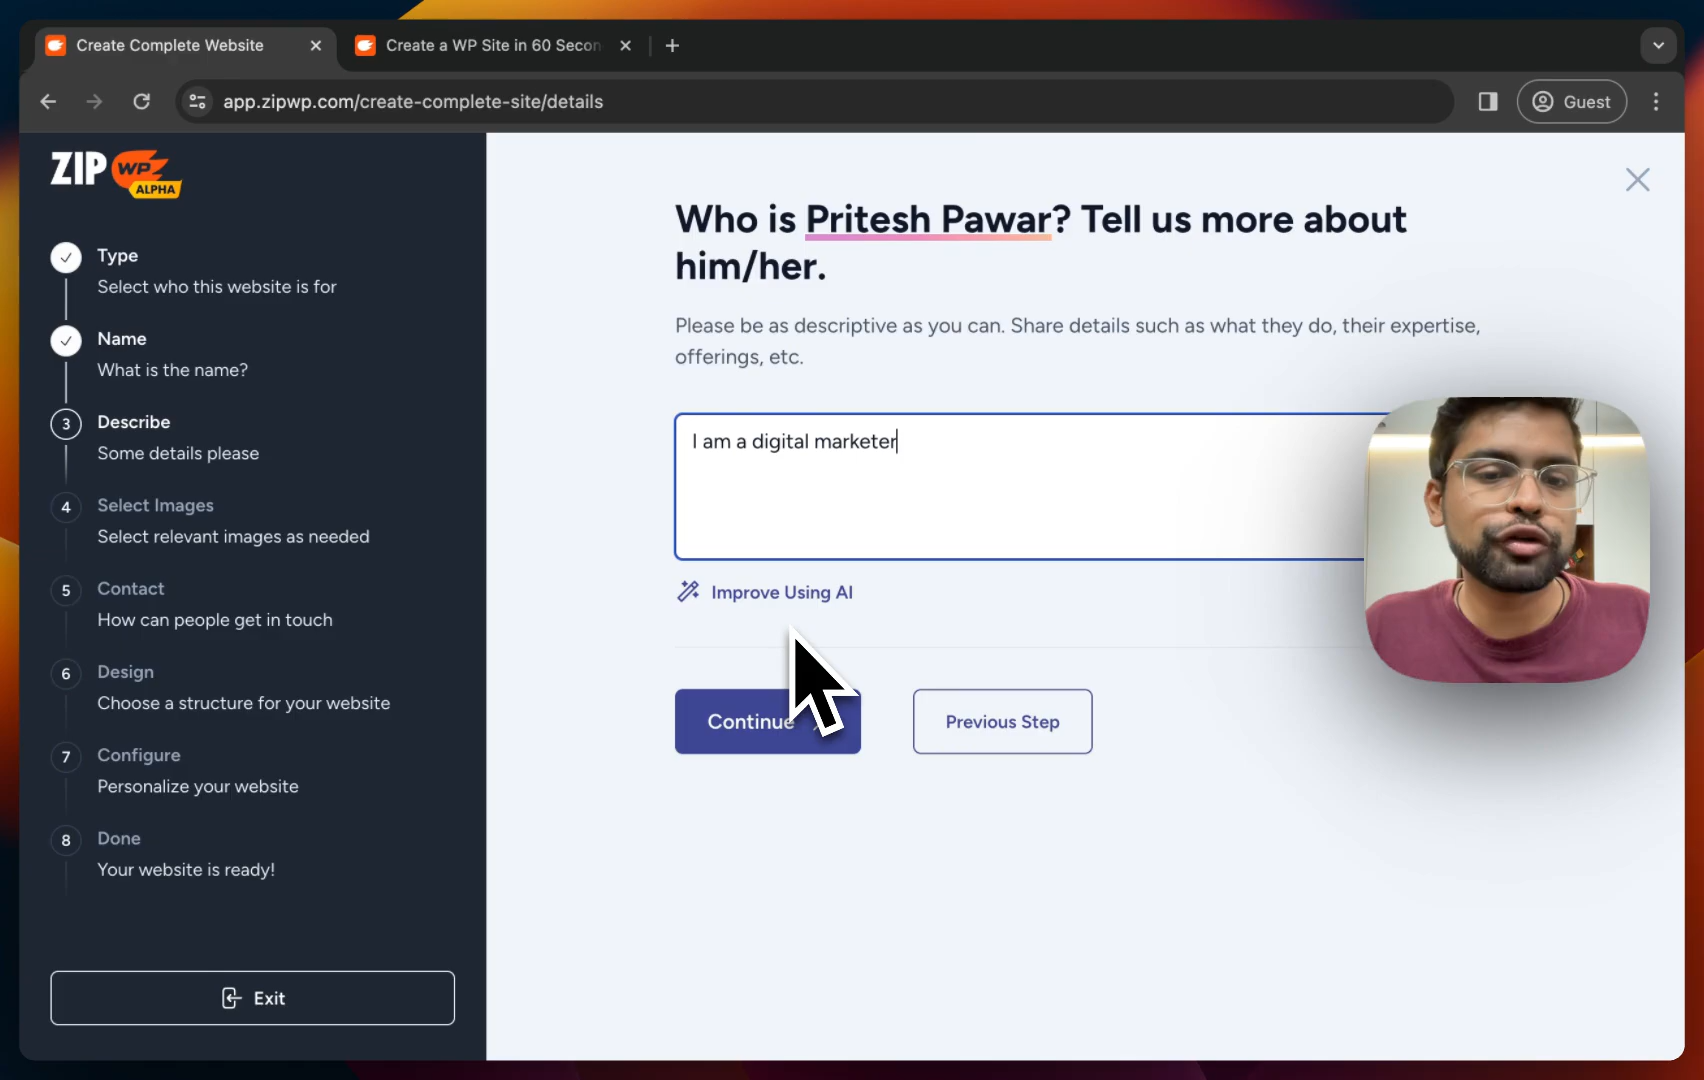 Create Complete Website
Create a WP Site in 60 Secon
app.zipwp.com/create-complete-site/details
Guest
ZIP WP ALPHA
Type
Select who this website is for
Name
What is the name?
3
Describe
Some details please
4
Select Images
Select relevant images as needed
5
Contact
How can people get in touch
6
Design
Choose a structure for your website
7
Configure
Personalize your website
8
Done
Your website is ready!
Exit
Who is Pritesh Pawar? Tell us more about
him/her.
Please be as descriptive as you can. Share details such as what they do, their expertise,
offerings, etc.
I am a digital marketer
Improve Using AI
Continue
Previous Step